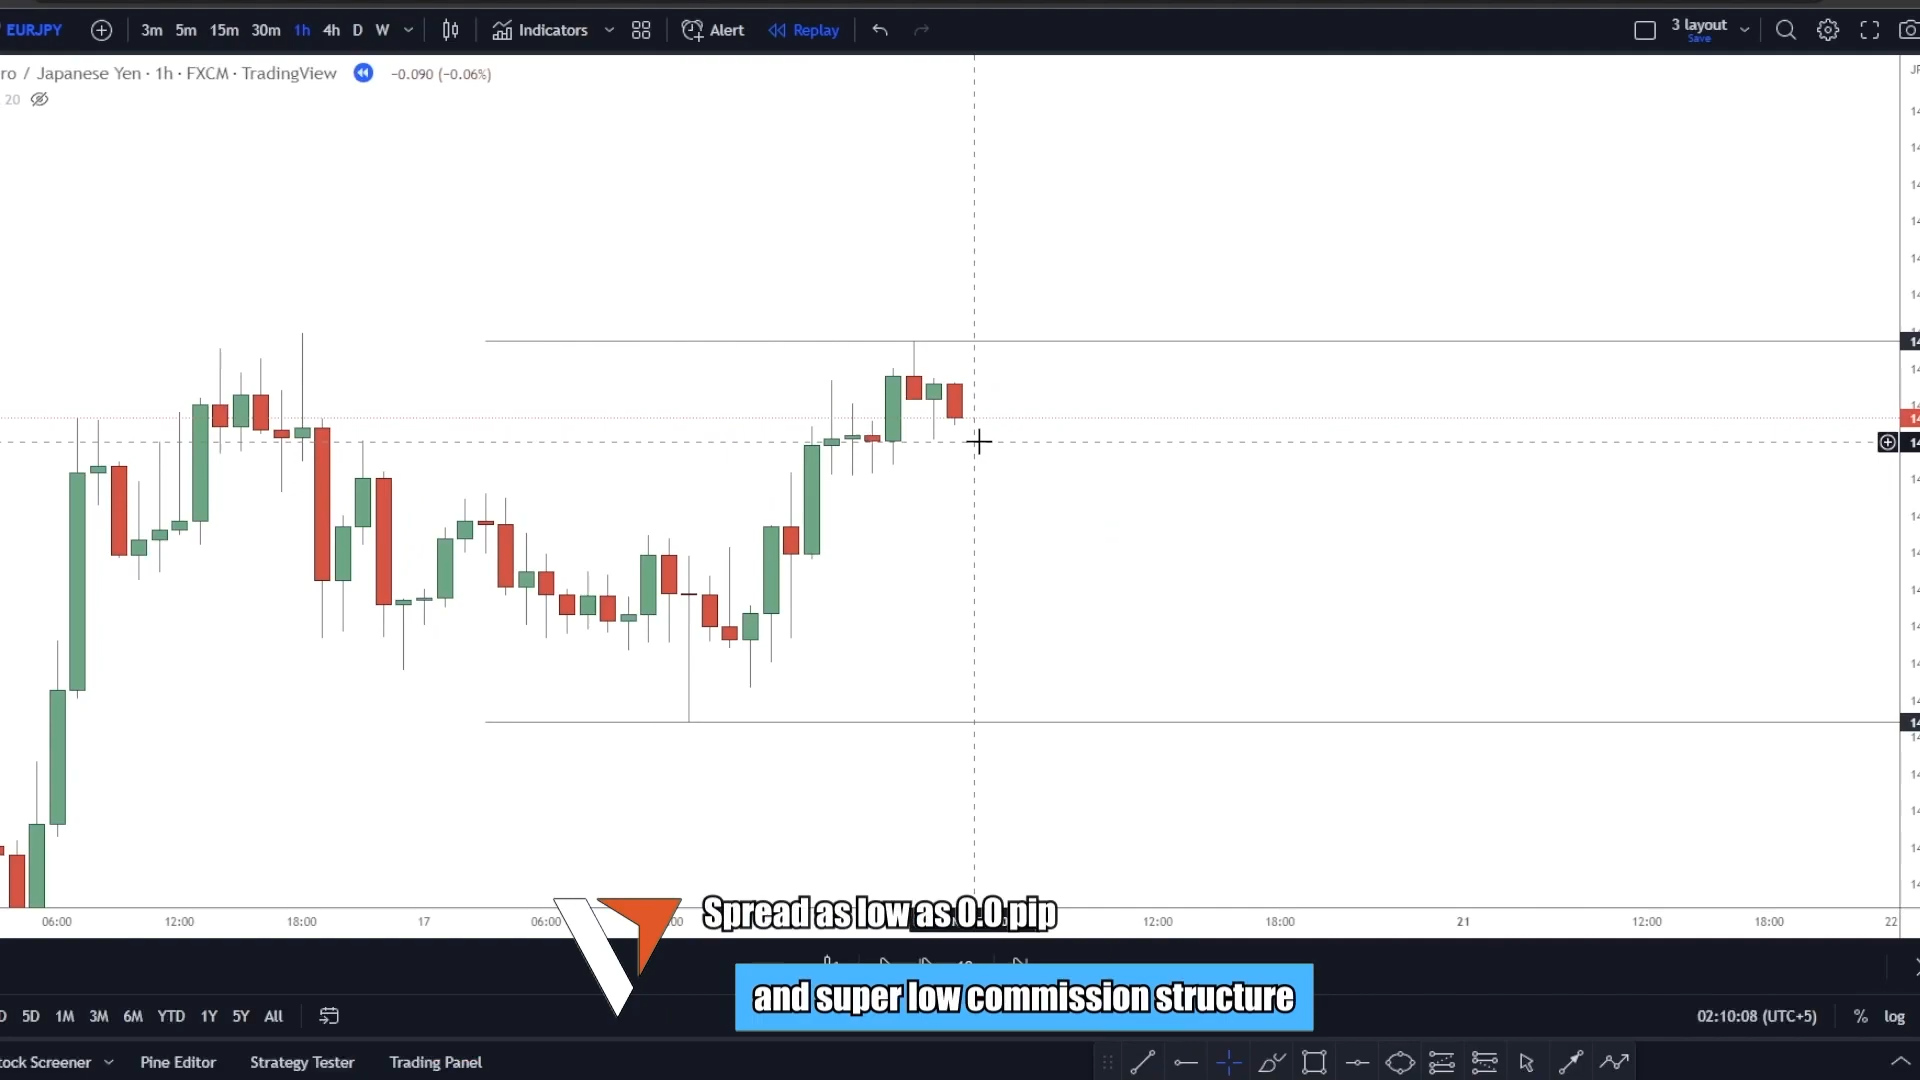 EURJPY 3m 5m 15m 30m 1h 4h D W Indicators Alert Replay 3 layout
Save
ro / Japanese Yen · 1h · FXCM · TradingView -0.090 (-0.06%)
20
06:00 12:00 18:00 17 06:00 12:00 18:00 21 12:00 18:00 22
Spread as low as 0.0 pip
and super low commission structure
5D 1M 3M 6M YTD 1Y 5Y All 02:10:08 (UTC+5) % log
tock Screener Pine Editor Strategy Tester Trading Panel